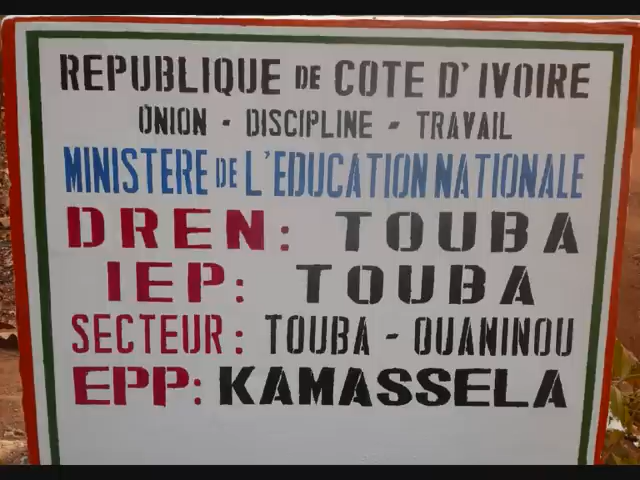 REPUBLIQUE DE COTE D'IVOIRE
UNION - DISCIPLINE - TRAVAIL
MINISTERE DE L'EDUCATION NATIONALE
DREN: TOUBA
IEP: TOUBA
SECTEUR: TOUBA - OUANINOU
EPP: KAMASSELA